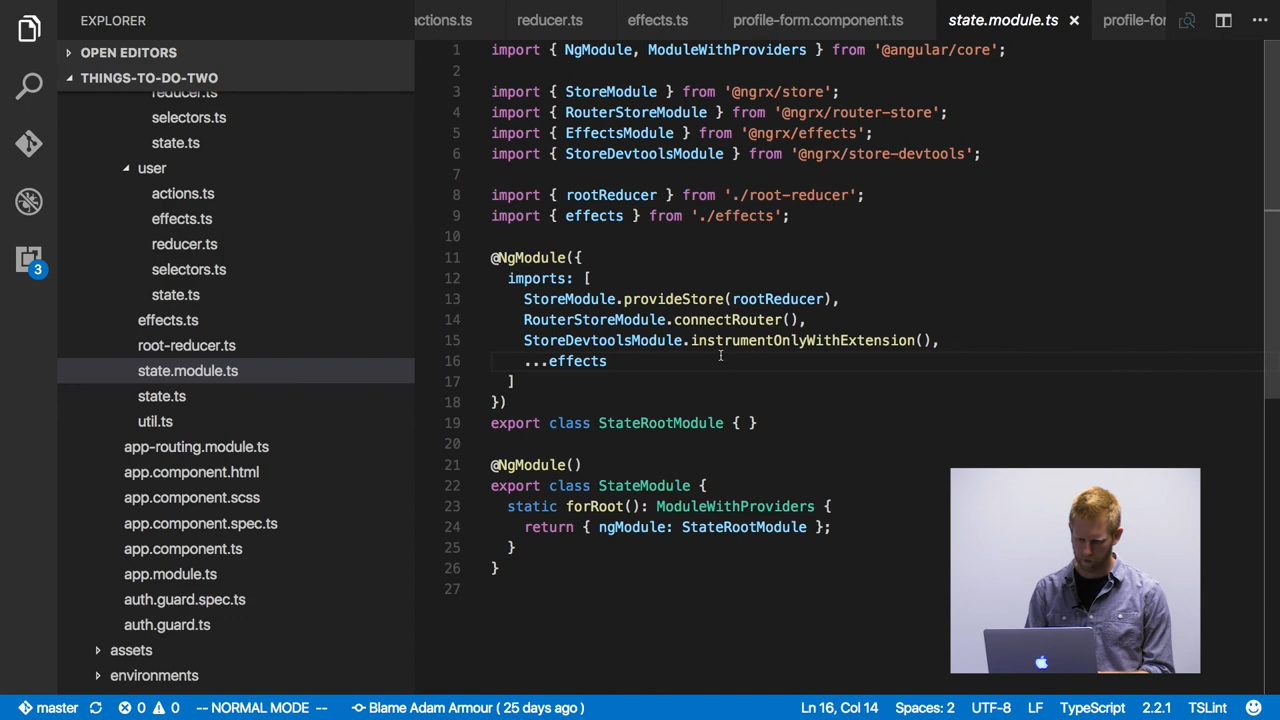 EXPLORER
OPEN EDITORS
THINGS-TO-DO-TWO
reducer.ts
selectors.ts
state.ts
user
actions.ts
effects.ts
reducer.ts
selectors.ts
state.ts
effects.ts
root-reducer.ts
state.module.ts
state.ts
util.ts
app-routing.module.ts
app.component.html
app.component.scss
app.component.spec.ts
app.component.ts
app.module.ts
auth.guard.spec.ts
auth.guard.ts
assets
environments
3
ctions.ts reducer.ts effects.ts profile-form.component.ts state.module.ts × profile-for
1 import { NgModule, ModuleWithProviders } from '@angular/core';
2
3 import { StoreModule } from '@ngrx/store';
4 import { RouterStoreModule } from '@ngrx/router-store';
5 import { EffectsModule } from '@ngrx/effects';
6 import { StoreDevtoolsModule } from '@ngrx/store-devtools';
7
8 import { rootReducer } from './root-reducer';
9 import { effects } from './effects';
10
11 @NgModule({
12 imports: [
13 StoreModule.provideStore(rootReducer),
14 RouterStoreModule.connectRouter(),
15 StoreDevtoolsModule.instrumentOnlyWithExtension(),
16 ...effects
17 ]
18 })
19 export class StateRootModule { }
20
21 @NgModule()
22 export class StateModule {
23 static forRoot(): ModuleWithProviders {
24 return { ngModule: StateRootModule };
25 }
26 }
27
master 0 0 -- NORMAL MODE -- Blame Adam Armour ( 25 days ago ) Ln 16, Col 14 Spaces: 2 UTF-8 LF TypeScript 2.2.1 TSLint